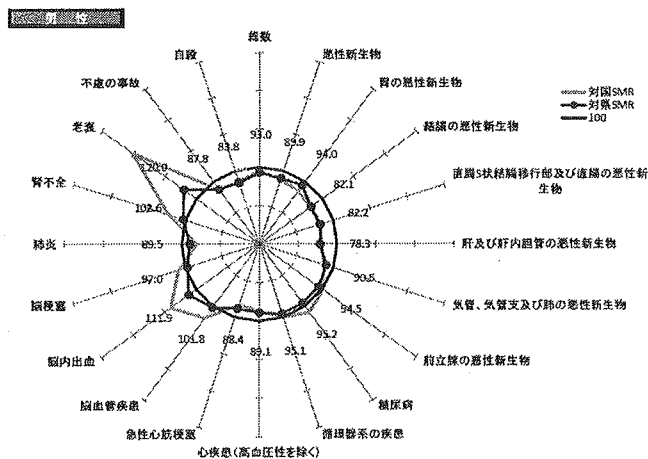 男 性
総数
悪性新生物
胃の悪性新生物
結腸の悪性新生物
直腸S状結腸移行部及び直腸の悪性新
生物
肝及び肝内胆管の悪性新生物
気管、気管支及び肺の悪性新生物
前立腺の悪性新生物
糖尿病
循環器系の疾患
心疾患(高血圧性を除く)
急性心筋梗塞
脳血管疾患
脳内出血
脳梗塞
肺炎
腎不全
老衰
不慮の事故
自殺
対国SMR
対県SMR
100
93.0
89.9
94.0
82.1
82.2
78.3
90.5
94.5
95.2
95.1
89.1
88.4
103.8
111.9
97.0
89.5
102.6
120.0
87.8
83.8